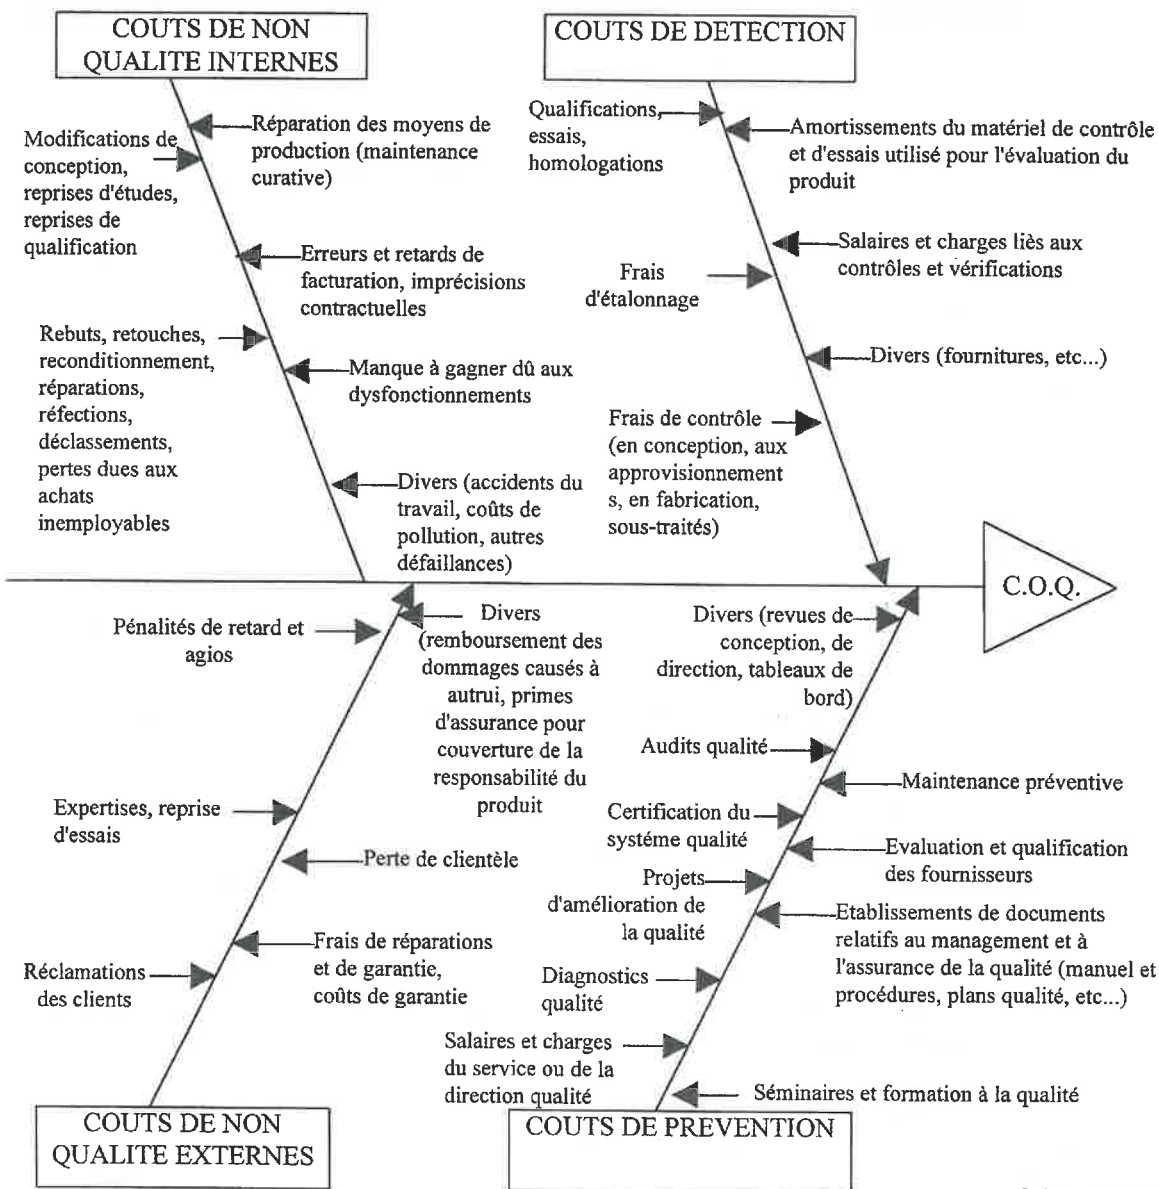 COUTS DE NON
QUALITE INTERNES
COUTS DE DETECTION
Modifications de
conception,
reprises d'études,
reprises de
qualification
Réparation des moyens de
production (maintenance
curative)
Erreurs et retards de
facturation, imprécisions
contractuelles
Rebuts, retouches,
reconditionnement,
réparations,
réfections,
déclassements,
pertes dues aux
achats
inemployables
Manque à gagner dû aux
dysfonctionnements
Divers (accidents du
travail, coûts de
pollution, autres
défaillances)
Qualifications,
essais,
homologations
Amortissements du matériel de contrôle
et d'essais utilisé pour l'évaluation du
produit
Salaires et charges liès aux
contrôles et vérifications
Frais
d'étalonnage
Divers (fournitures, etc...)
Frais de contrôle
(en conception, aux
approvisionnement
s, en fabrication,
sous-traités)
C.O.Q.
Pénalités de retard et
agios
Divers
(remboursement des
dommages causés à
autrui, primes
d'assurance pour
couverture de la
responsabilité du
produit
Expertises, reprise
d'essais
Perte de clientèle
Frais de réparations
et de garantie,
coûts de garantie
Réclamations
des clients
Divers (revues de
conception, de
direction, tableaux de
bord)
Audits qualité
Maintenance préventive
Certification du
systéme qualité
Evaluation et qualification
des fournisseurs
Projets
d'amélioration de
la qualité
Etablissements de documents
relatifs au management et à
l'assurance de la qualité (manuel et
procédures, plans qualité, etc...)
Diagnostics
qualité
Salaires et charges
du service ou de la
direction qualité
Séminaires et formation à la qualité
COUTS DE NON
QUALITE EXTERNES
COUTS DE PREVENTION